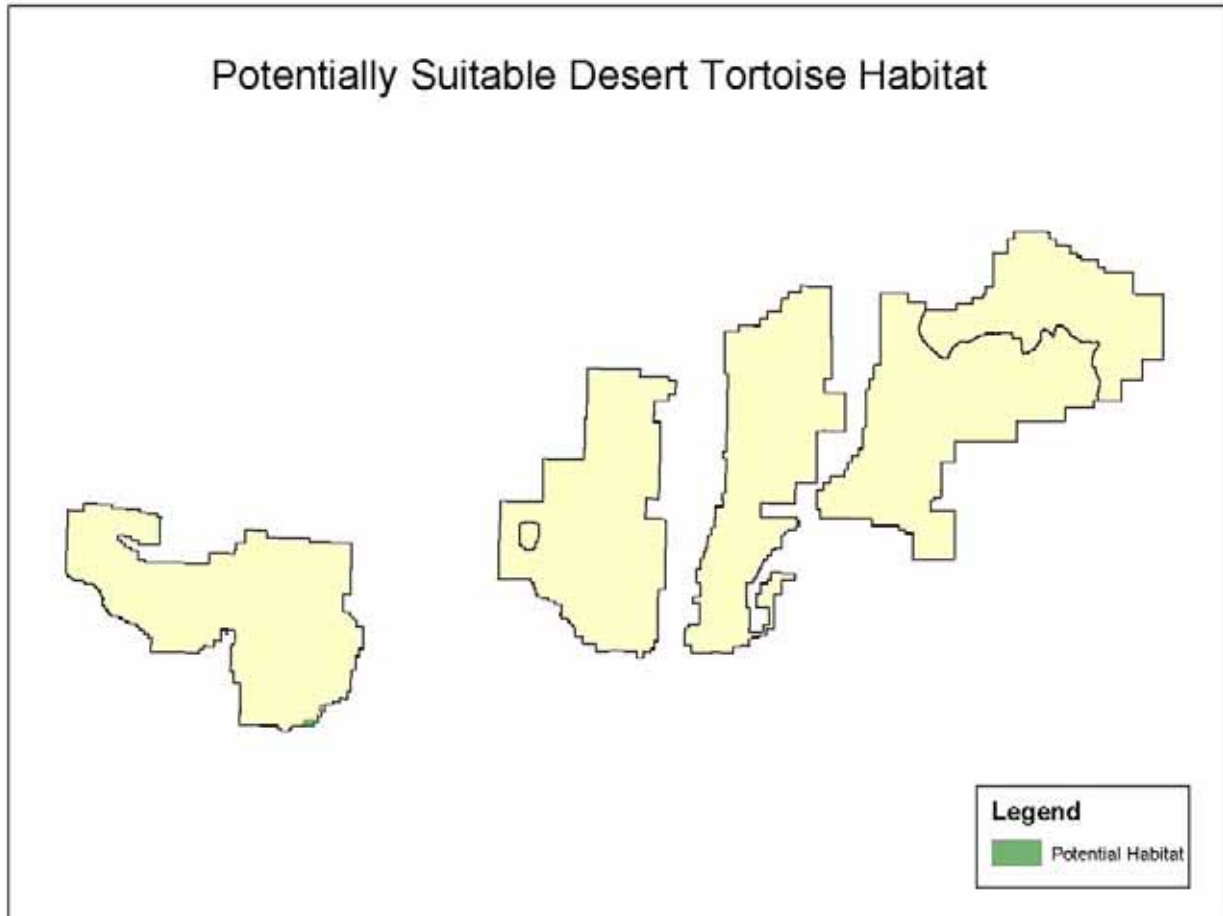 Potentially Suitable Desert Tortoise Habitat
Legend
Potential Habitat